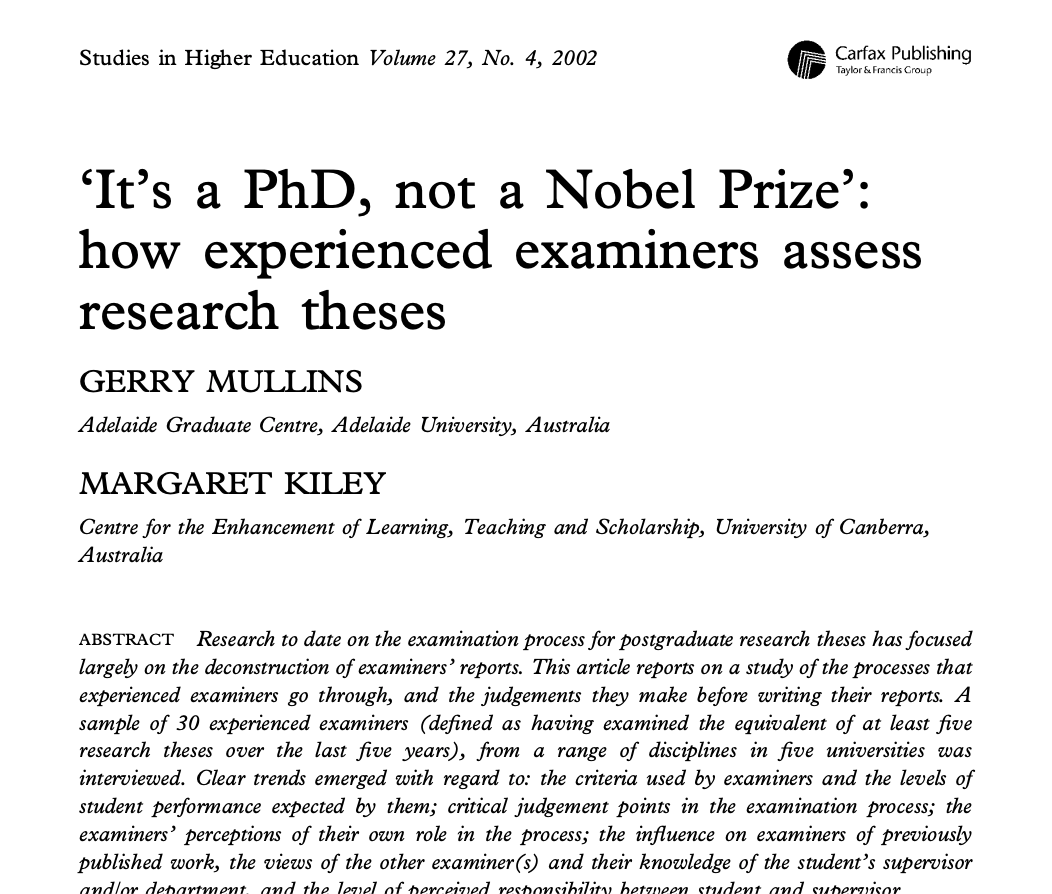 Studies in Higher Education Volume 27, No. 4, 2002
Carfax Publishing
Taylor & Francis Group
‘It’s a PhD, not a Nobel Prize’:
how experienced examiners assess
research theses
GERRY MULLINS
Adelaide Graduate Centre, Adelaide University, Australia
MARGARET KILEY
Centre for the Enhancement of Learning, Teaching and Scholarship, University of Canberra,
Australia
ABSTRACT Research to date on the examination process for postgraduate research theses has focused
largely on the deconstruction of examiners’ reports. This article reports on a study of the processes that
experienced examiners go through, and the judgements they make before writing their reports. A
sample of 30 experienced examiners (defined as having examined the equivalent of at least five
research theses over the last five years), from a range of disciplines in five universities was
interviewed. Clear trends emerged with regard to: the criteria used by examiners and the levels of
student performance expected by them; critical judgement points in the examination process; the
examiners’ perceptions of their own role in the process; the influence on examiners of previously
published work, the views of the other examiner(s) and their knowledge of the student’s supervisor
and/or department, and the level of perceived responsibility between student and supervisor.